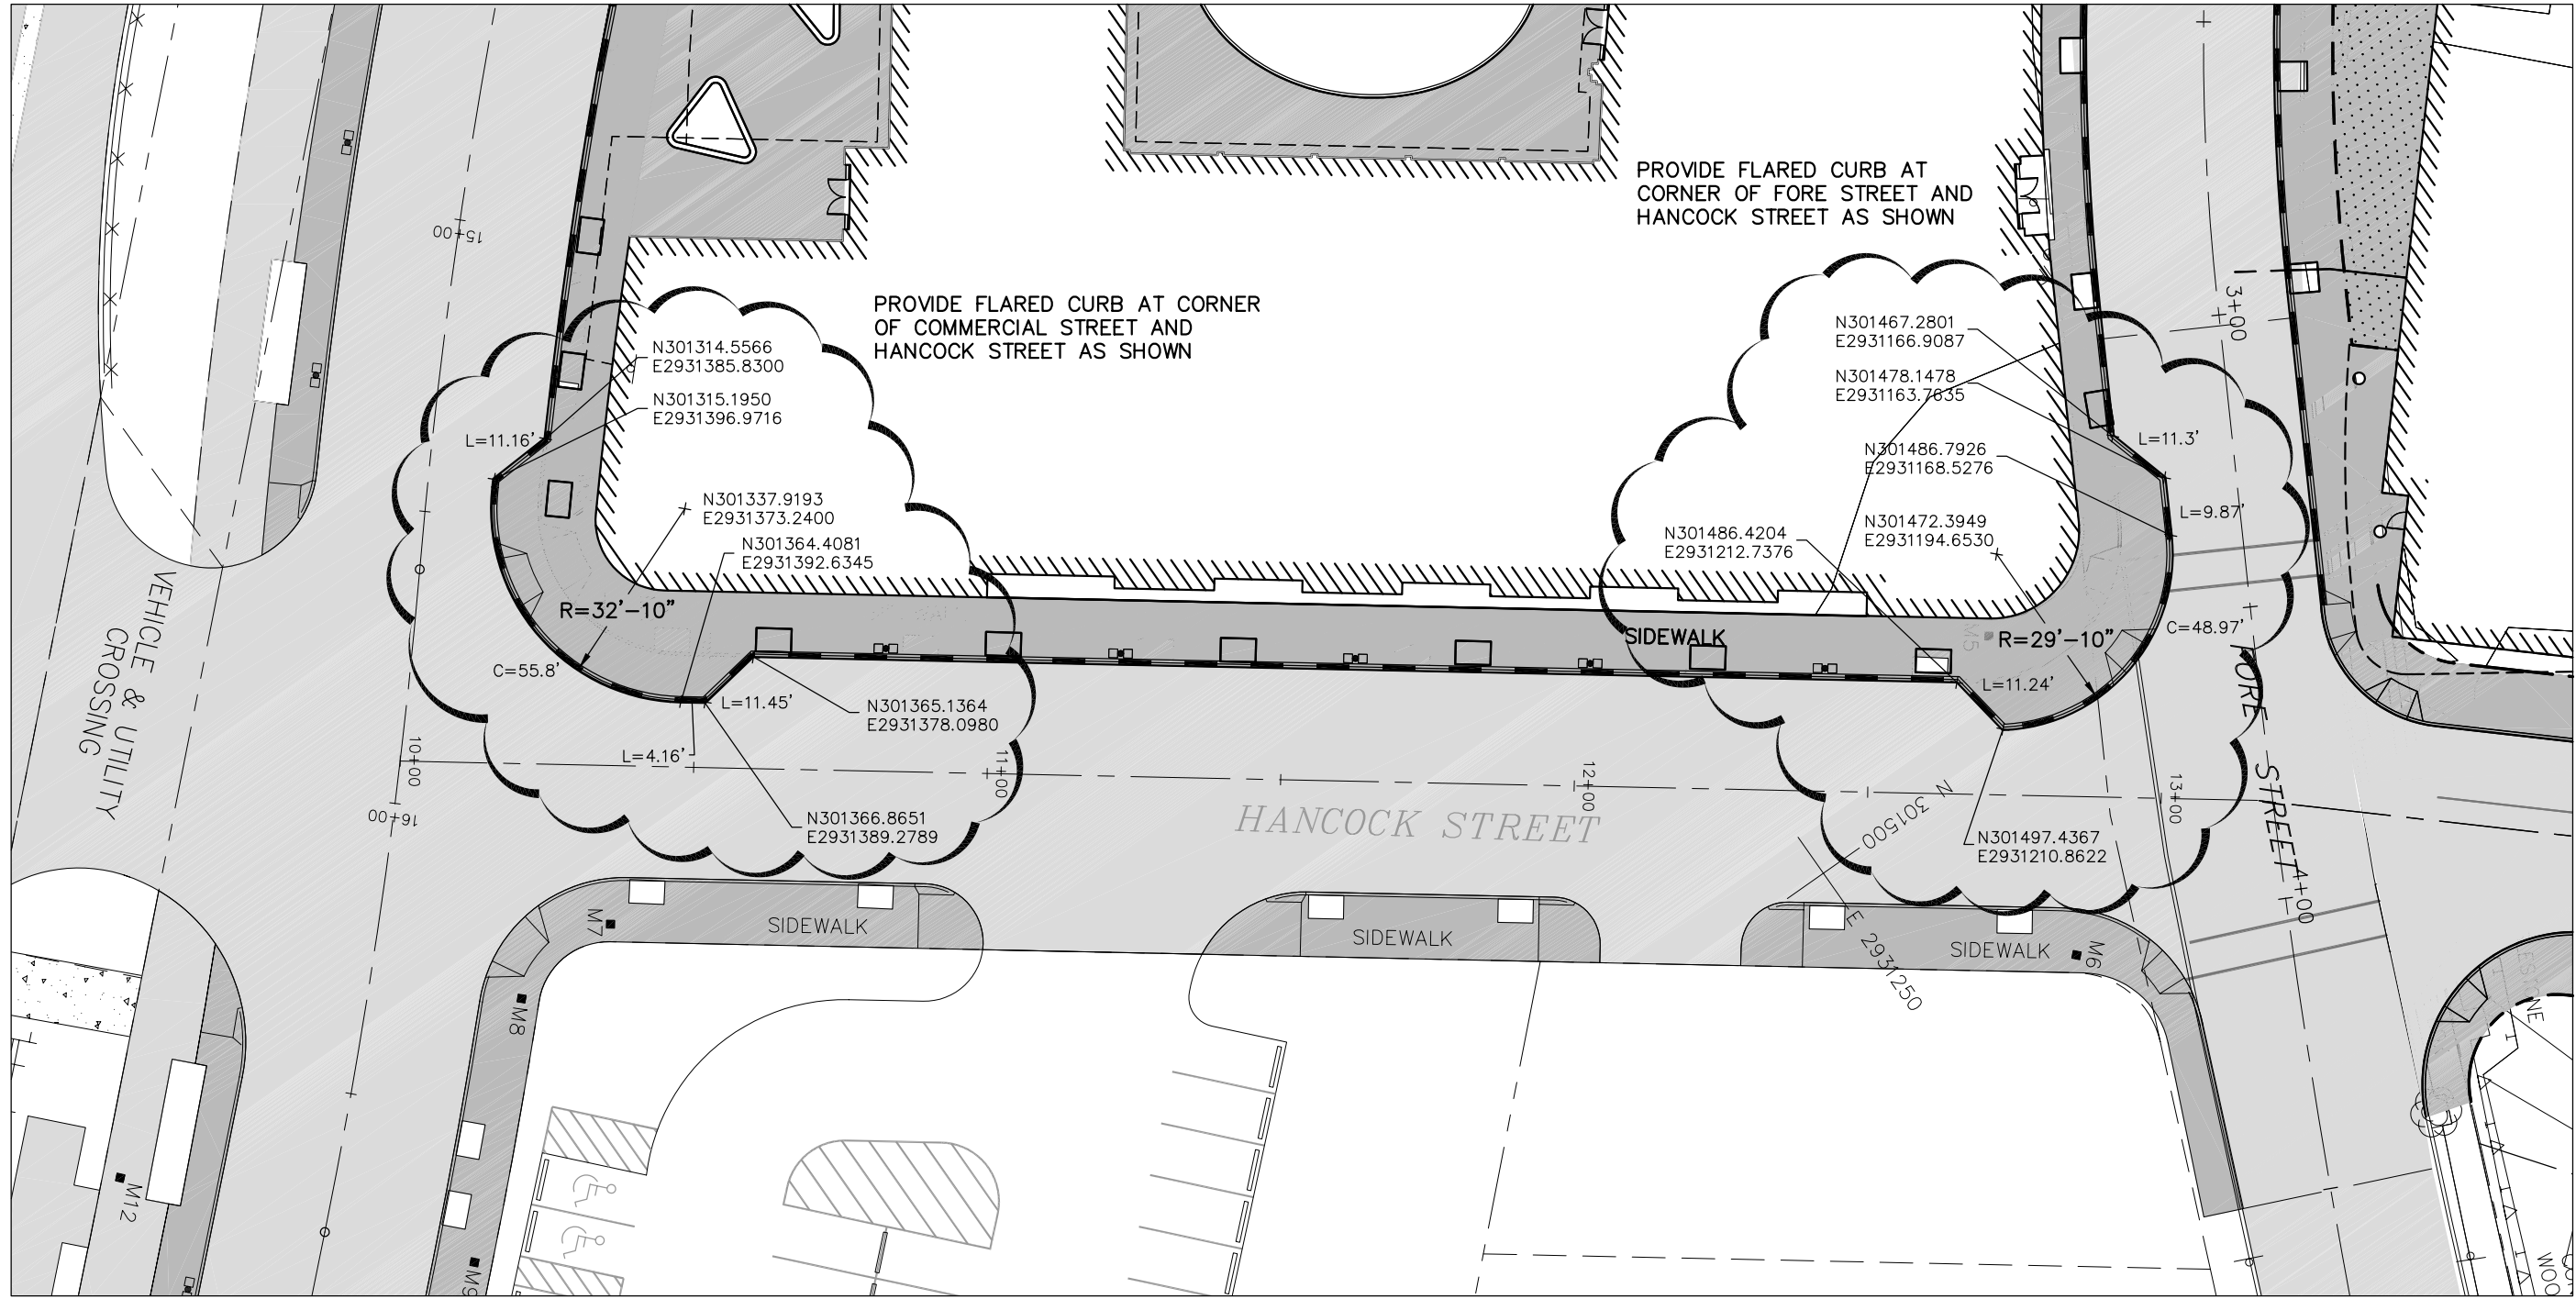 PROVIDE FLARED CURB AT
CORNER OF FORE STREET AND
HANCOCK STREET AS SHOWN
15+00
3+00
PROVIDE FLARED CURB AT CORNER
OF COMMERCIAL STREET AND
HANCOCK STREET AS SHOWN
N301314.5566
E2931385.8300
N301315.1950
E2931396.9716
L=11.16'
N301337.9193
E2931373.2400
N301364.4081
E2931392.6345
R=32'-10"
C=55.8'
L=11.45'
L=4.16'
N301365.1364
E2931378.0980
N301366.8651
E2931389.2789
N301467.2801
E2931166.9087
N301478.1478
E2931163.7635
N301486.7926
E2931168.5276
N301472.3949
E2931194.6530
N301486.4204
E2931212.7376
L=11.3'
L=9.87'
C=48.97'
R=29'-10"
M5
SIDEWALK
L=11.24'
N301497.4367
E2931210.8622
VEHICLE & UTILITY
CROSSING
10+00
16+00
11+00
12+00
13+00
HANCOCK STREET
FORE STREET
4+00
N 301500
E 2931250
M7
SIDEWALK
SIDEWALK
SIDEWALK
M6
M8
M12
M9
WOO